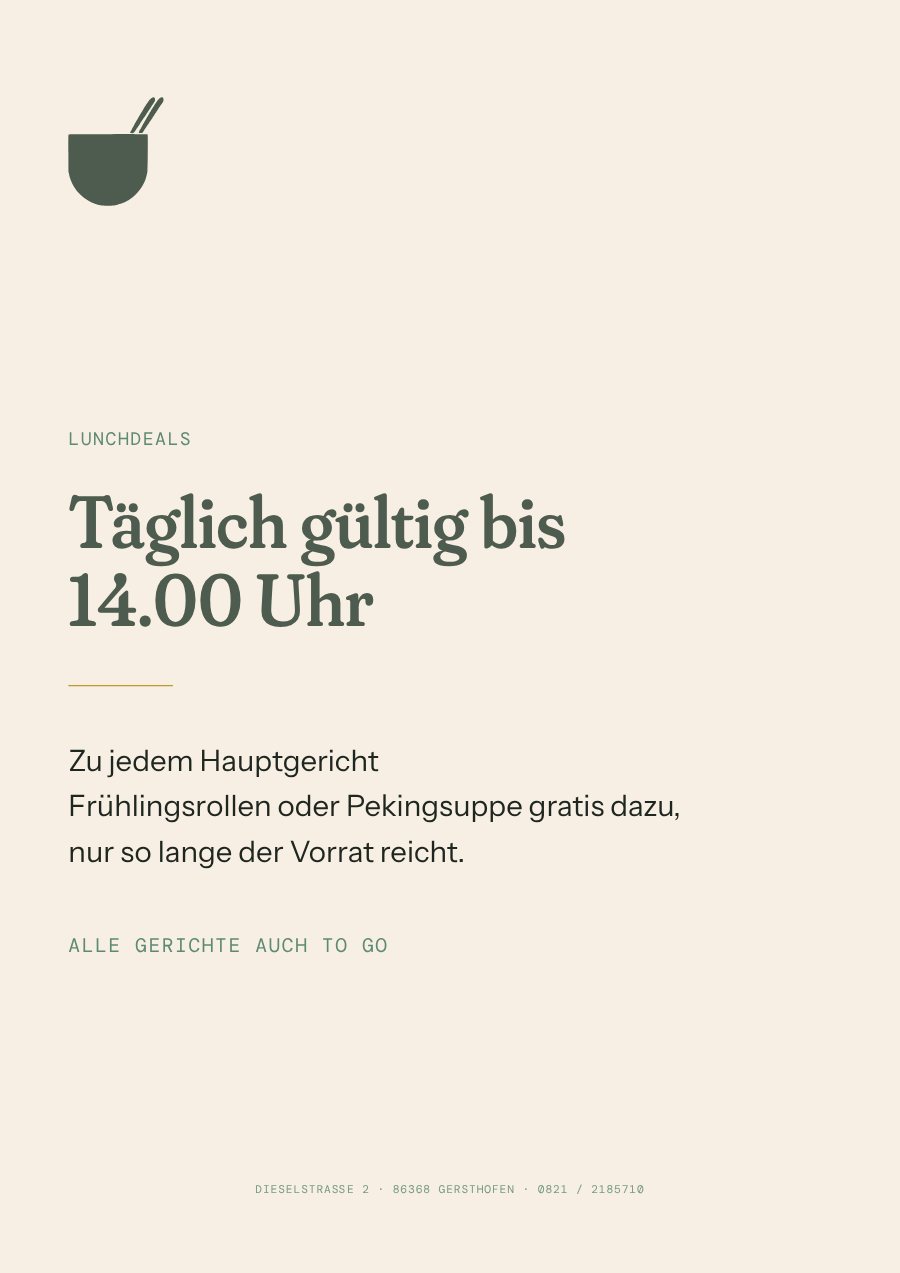 LUNCHDEALS
Täglich gültig bis
14.00 Uhr
Zu jedem Hauptgericht
Frühlingsrollen oder Pekingsuppe gratis dazu,
nur so lange der Vorrat reicht.
ALLE GERICHTE AUCH TO GO
DIESELSTRASSE 2 · 86368 GERSTHOFEN · 0821 / 2185710